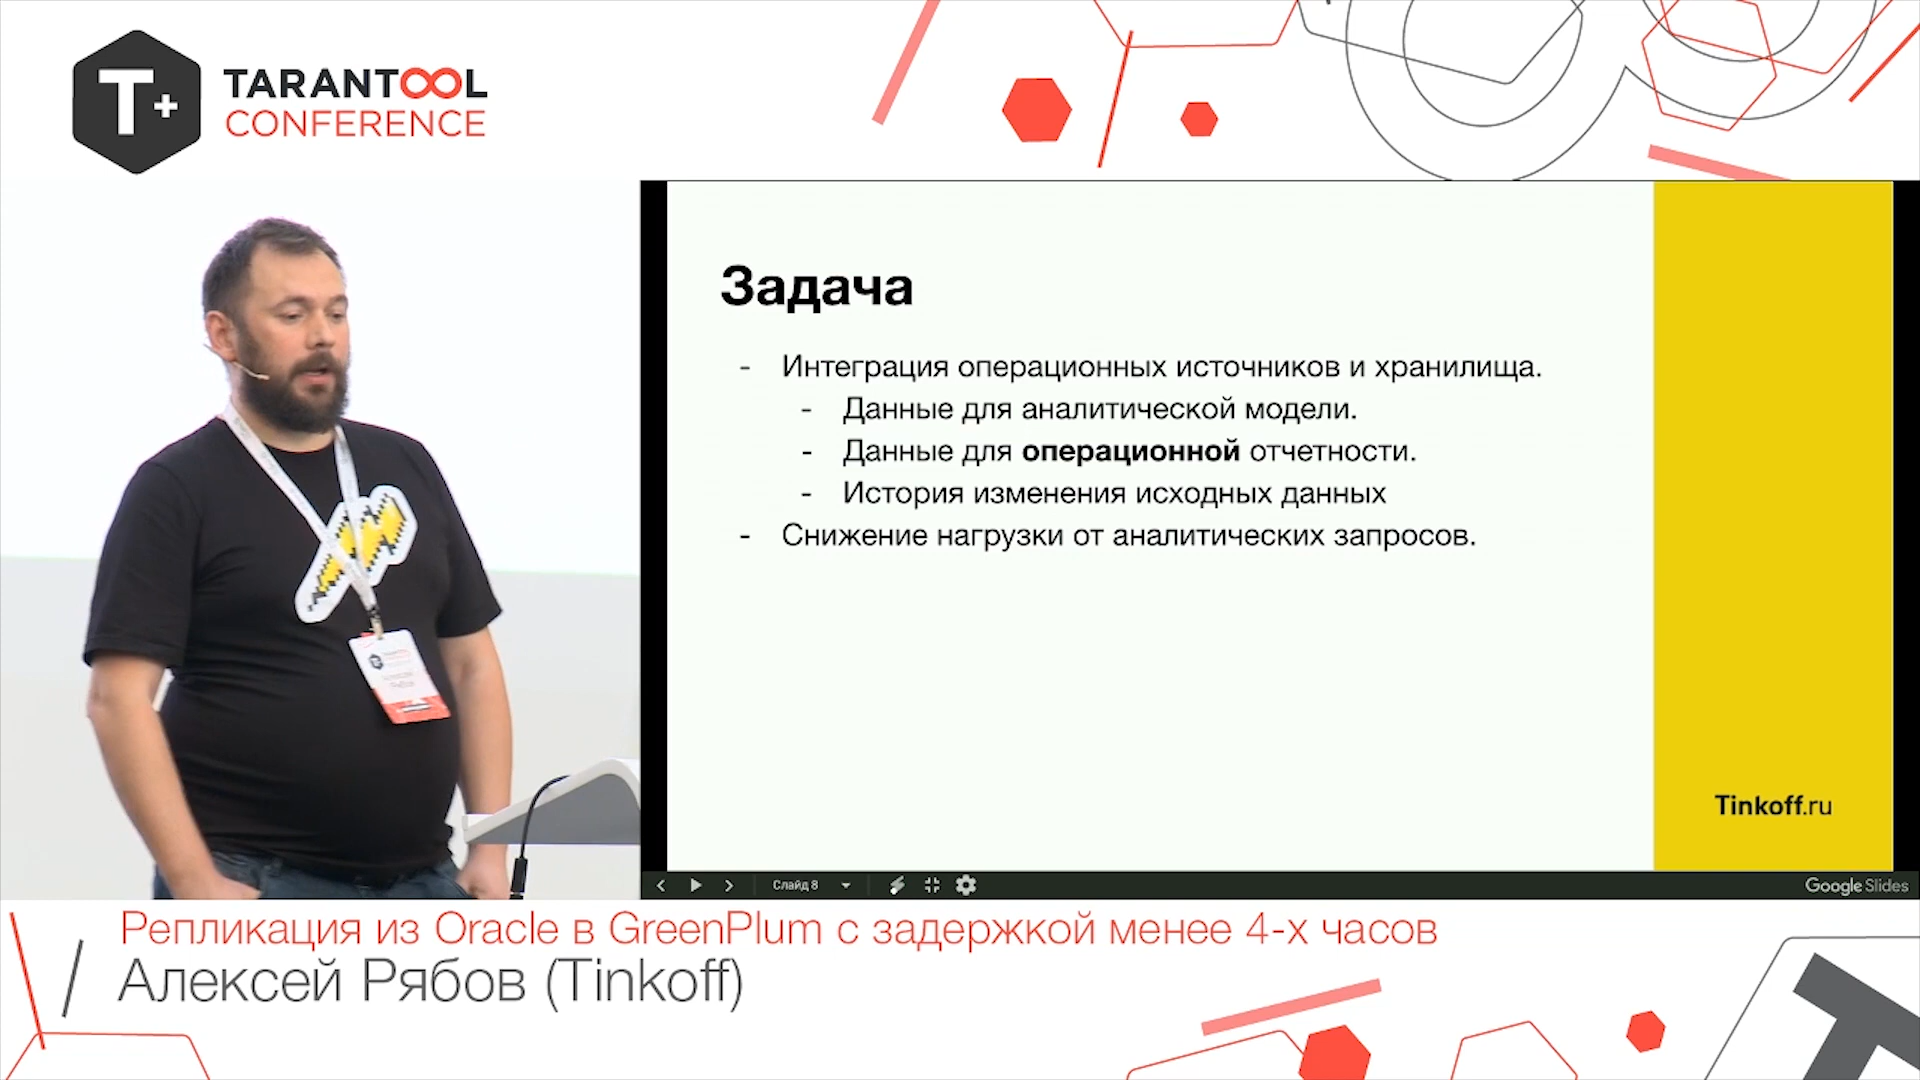 T+
TARANTOOL
CONFERENCE
Задача
- Интеграция операционных источников и хранилища.
- Данные для аналитической модели.
- Данные для операционной отчетности.
- История изменения исходных данных
- Снижение нагрузки от аналитических запросов.
Tinkoff.ru
Слайд 8
Google Slides
Репликация из Oracle в GreenPlum с задержкой менее 4-х часов
Алексей Рябов (Tinkoff)